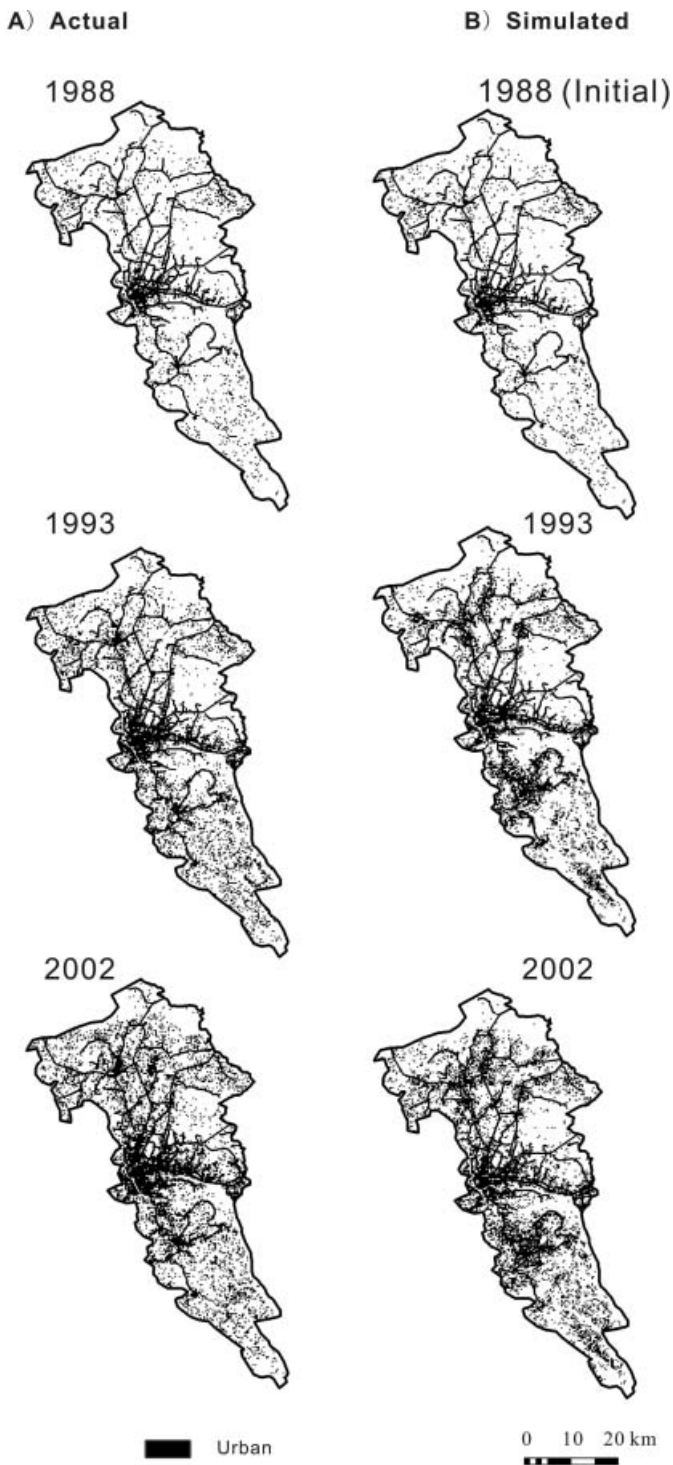 A) Actual
B) Simulated
1988
1988 (Initial)
1993
1993
2002
2002
Urban
0 10 20 km